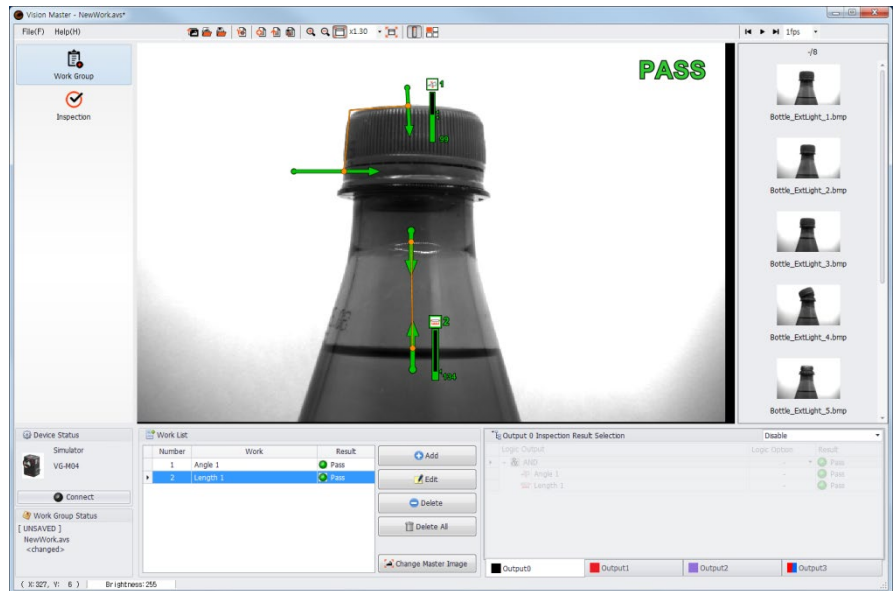 Vision Master - NewWork.avs*
File(F) Help(H)
x1.30
1fps
Work Group
Inspection
PASS
1
99
2
134
-/8
Bottle_ExtLight_1.bmp
Bottle_ExtLight_2.bmp
Bottle_ExtLight_3.bmp
Bottle_ExtLight_4.bmp
Bottle_ExtLight_5.bmp
Device Status
Simulator
VG-M04
Connect
Work Group Status
[ UNSAVED ]
NewWork.avs
<changed>
Work List
Number Work Result
1 Angle 1 Pass
2 Length 1 Pass
Add
Edit
Delete
Delete All
Change Master Image
Output 0 Inspection Result Selection Disable
Logic Output Logic Option Result
AND -- Pass
Angle 1 -- Pass
Length 1 -- Pass
Output0 Output1 Output2 Output3
( X:327, Y: 6 ) Brightness:255